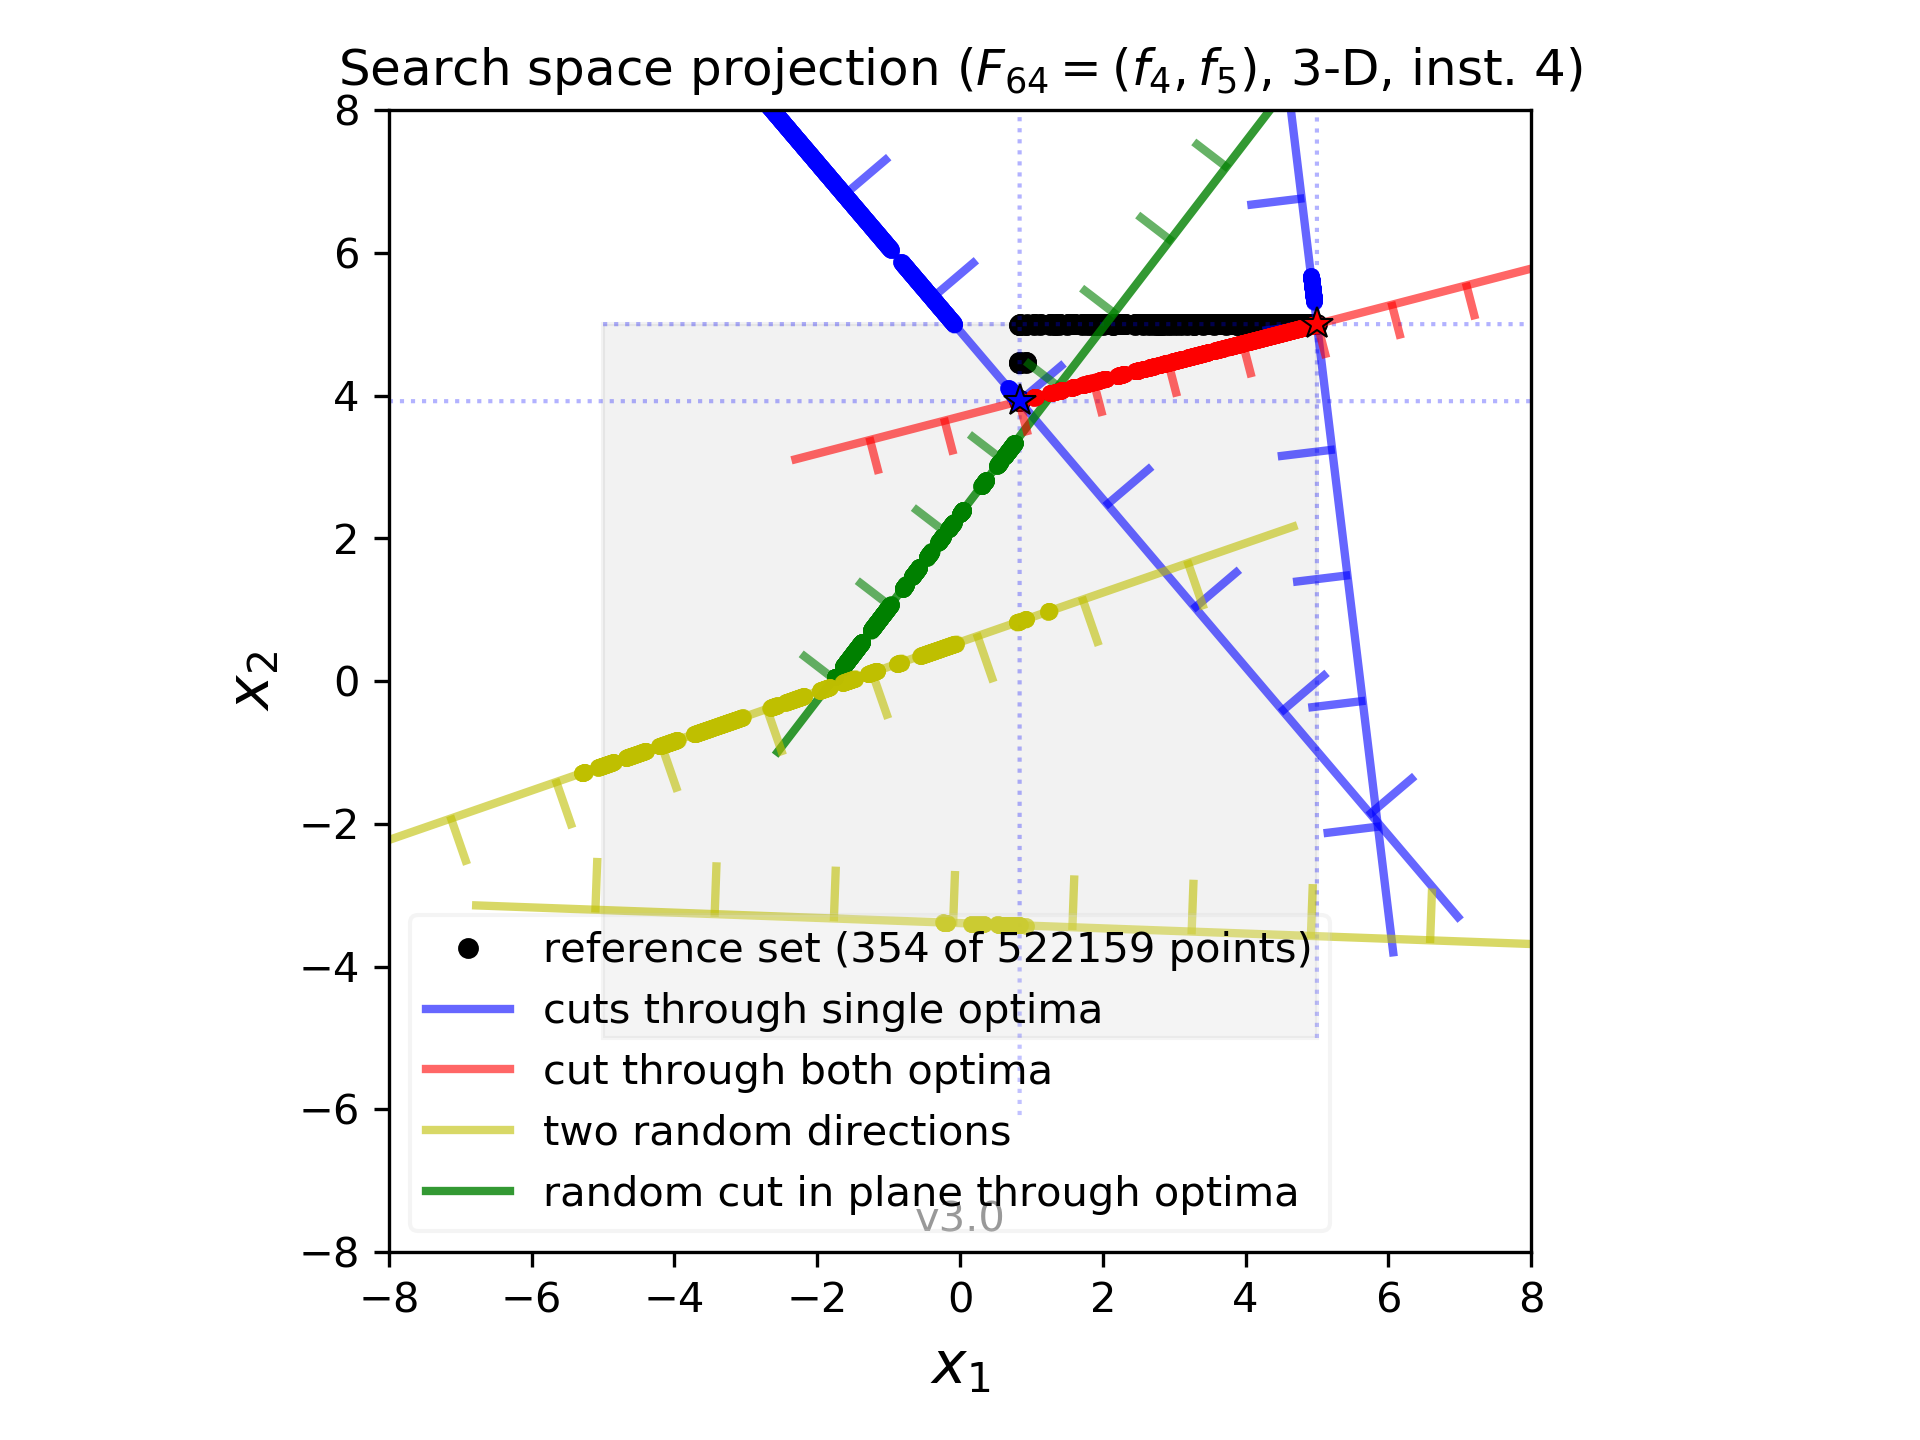 Search space projection (F64 = (f4, f5), 3-D, inst. 4)
8
6
4
2
0
−2
−4
−6
−8
x2
reference set (354 of 522159 points)
cuts through single optima
cut through both optima
two random directions
random cut in plane through optima
v3.0
−8 −6 −4 −2 0 2 4 6 8
x1